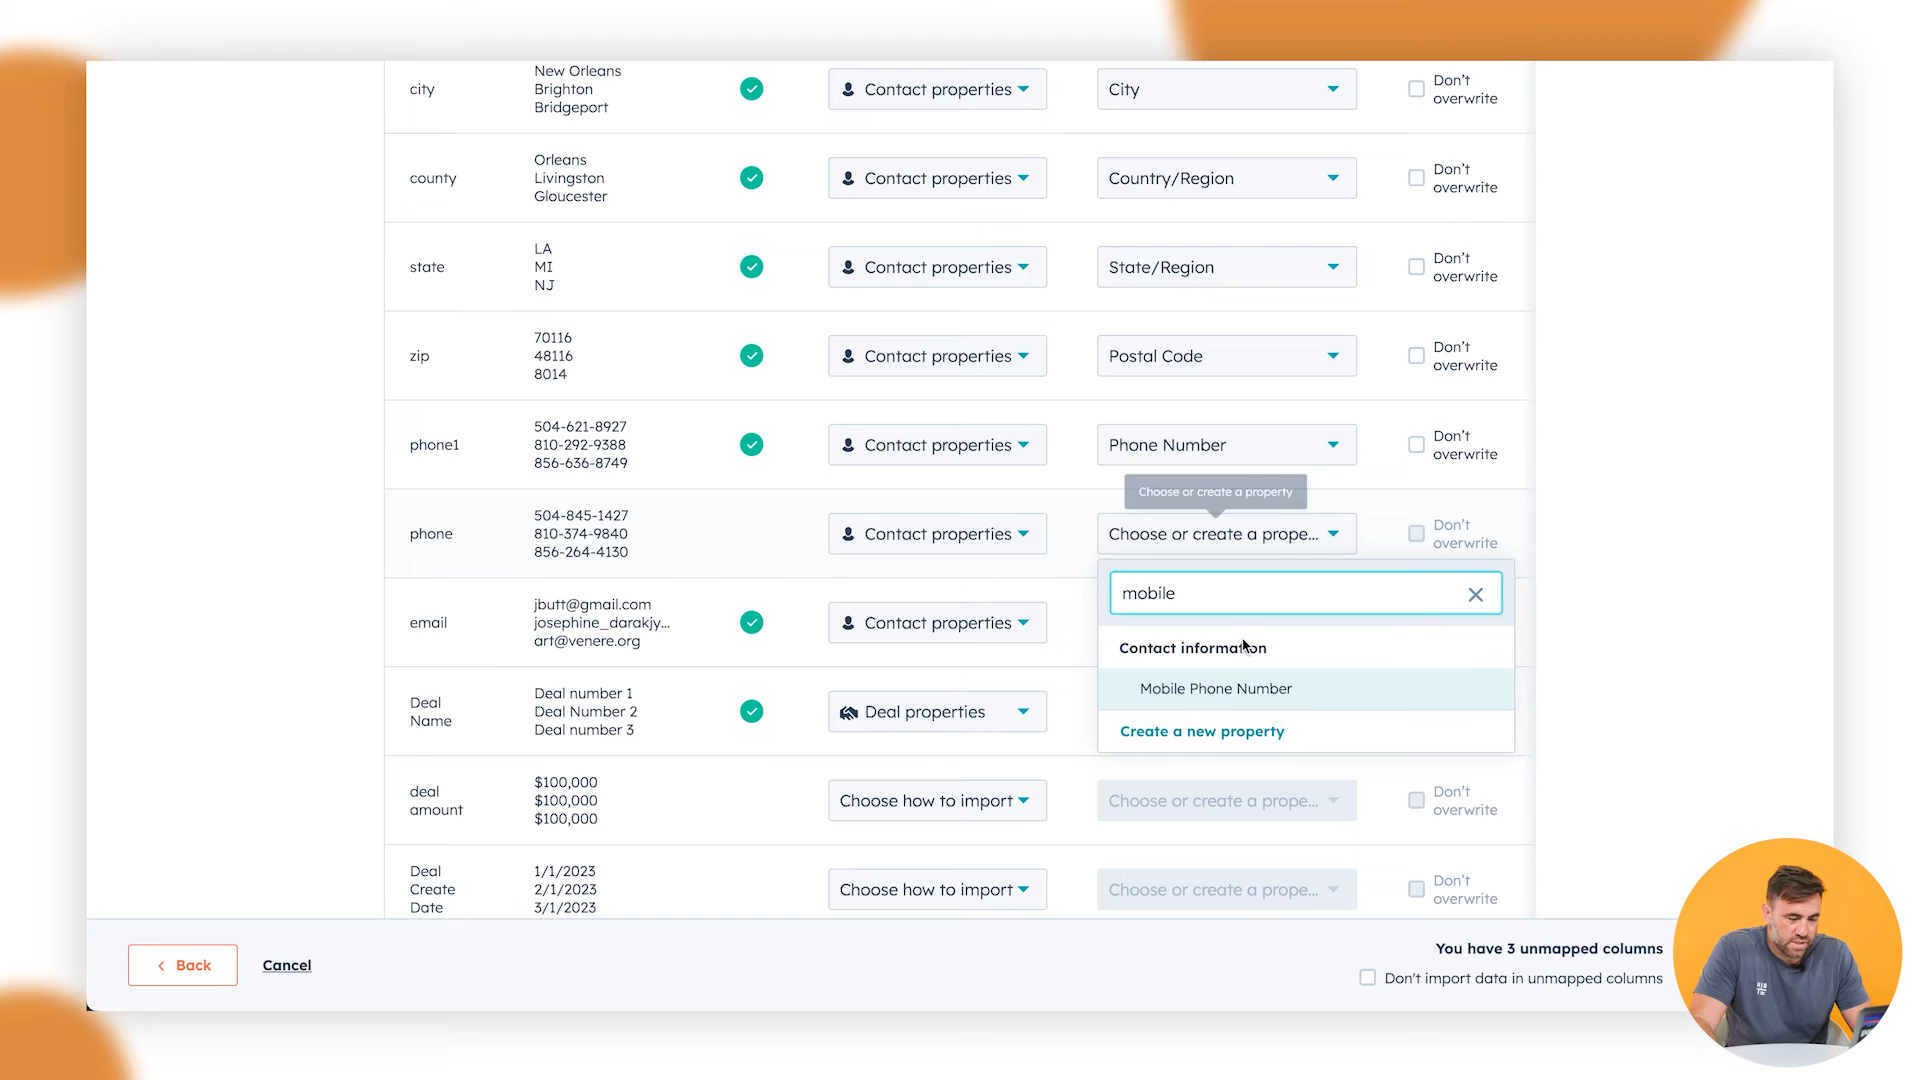 city
New Orleans
Brighton
Bridgeport
Contact properties
City
Don't
overwrite
county
Orleans
Livingston
Gloucester
Contact properties
Country/Region
Don't
overwrite
state
LA
MI
NJ
Contact properties
State/Region
Don't
overwrite
zip
70116
48116
8014
Contact properties
Postal Code
Don't
overwrite
phone1
504-621-8927
810-292-9388
856-636-8749
Contact properties
Phone Number
Don't
overwrite
Choose or create a property
phone
504-845-1427
810-374-9840
856-264-4130
Contact properties
Choose or create a prope...
Don't
overwrite
mobile
Contact information
Mobile Phone Number
Create a new property
email
jbutt@gmail.com
josephine_darakjy...
art@venere.org
Contact properties
Deal
Name
Deal number 1
Deal Number 2
Deal number 3
Deal properties
deal
amount
$100,000
$100,000
$100,000
Choose how to import
Choose or create a prope...
Don't
overwrite
Deal
Create
Date
1/1/2023
2/1/2023
3/1/2023
Choose how to import
Choose or create a prope...
Don't
overwrite
Back
Cancel
You have 3 unmapped columns
Don't import data in unmapped columns